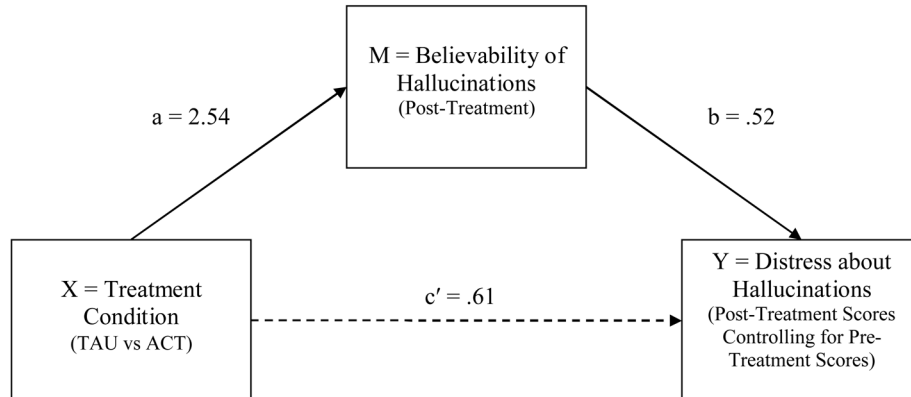 M = Believability of
Hallucinations
(Post-Treatment)
a = 2.54
b = .52
X = Treatment
Condition
(TAU vs ACT)
c′ = .61
Y = Distress about
Hallucinations
(Post-Treatment Scores
Controlling for Pre-
Treatment Scores)